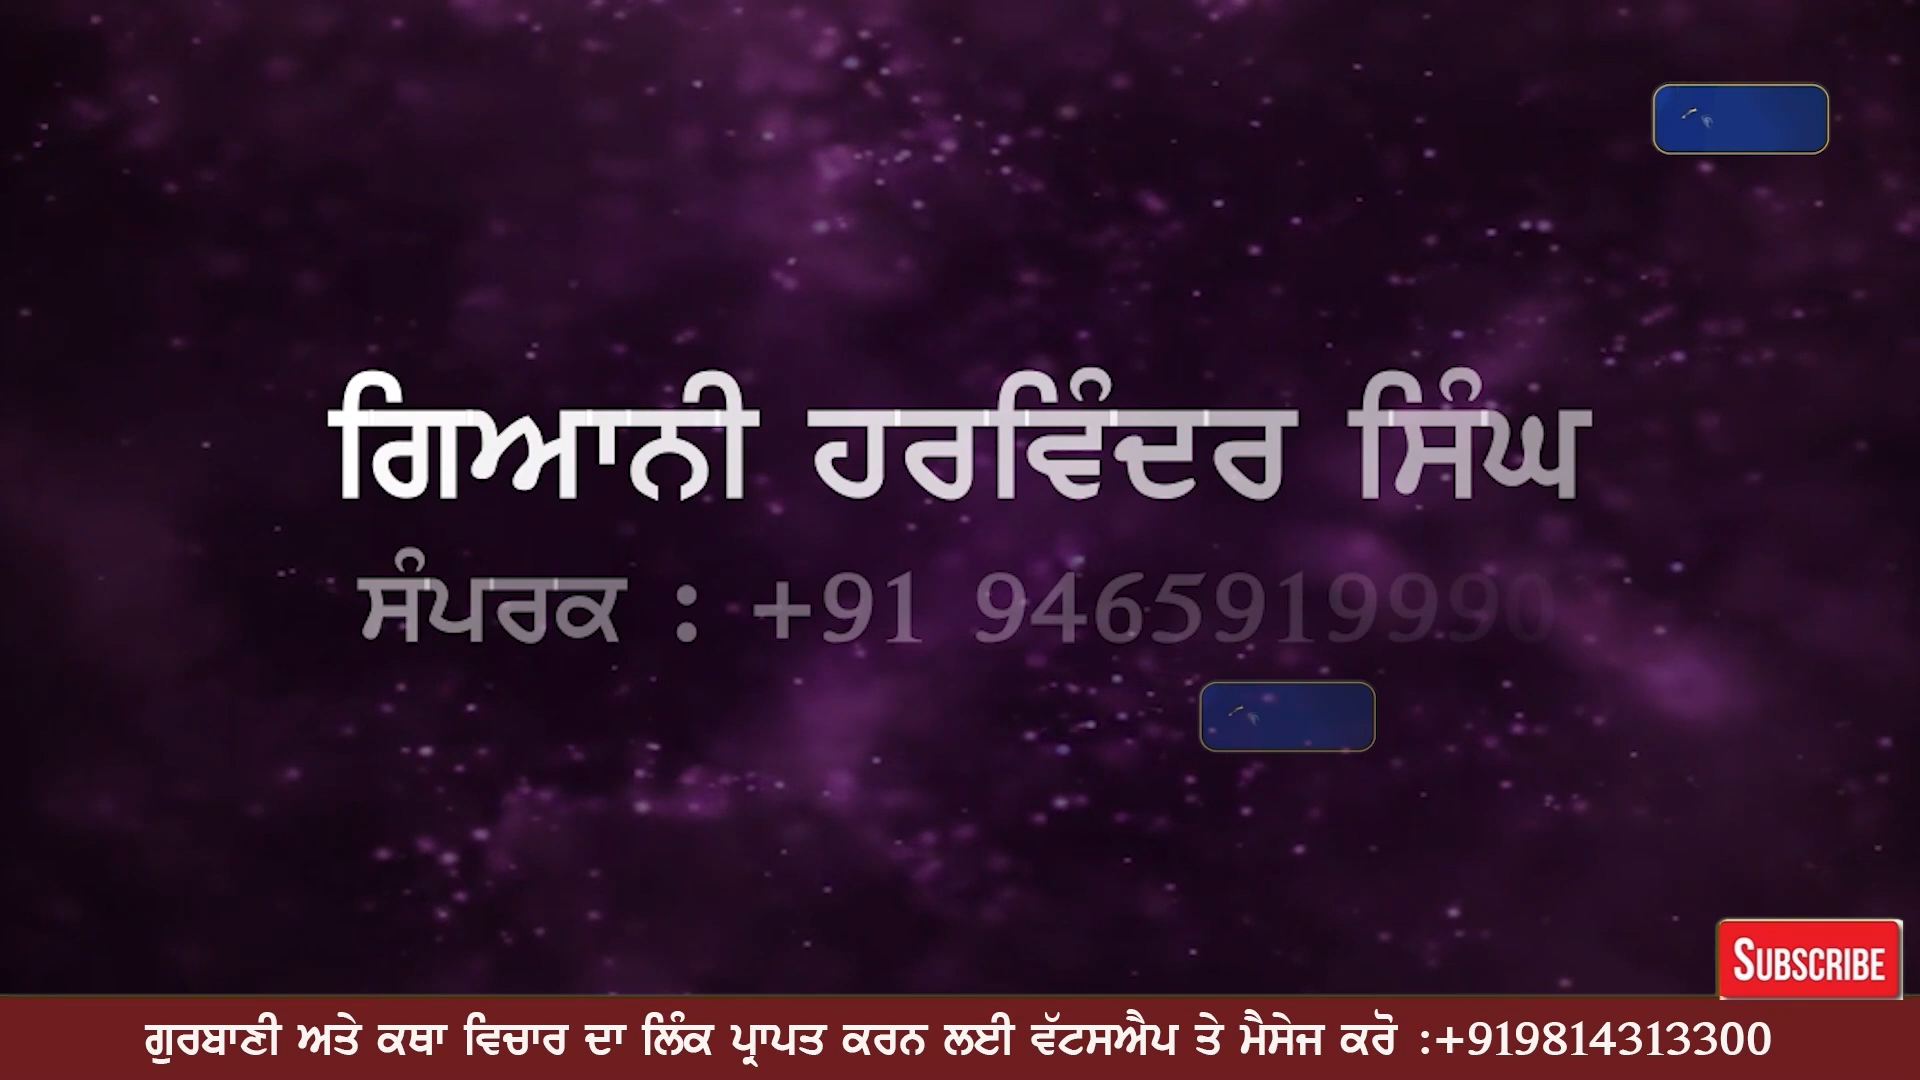 ਗਿਆਨੀ ਹਰਵਿੰਦਰ ਸਿੰਘ
ਸੰਪਰਕ : +91 9465919990
SUBSCRIBE
ਗੁਰਬਾਣੀ ਅਤੇ ਕਥਾ ਵਿਚਾਰ ਦਾ ਲਿੰਕ ਪ੍ਰਾਪਤ ਕਰਨ ਲਈ ਵੱਟਸਐਪ ਤੇ ਮੈਸੇਜ ਕਰੋ :+919814313300